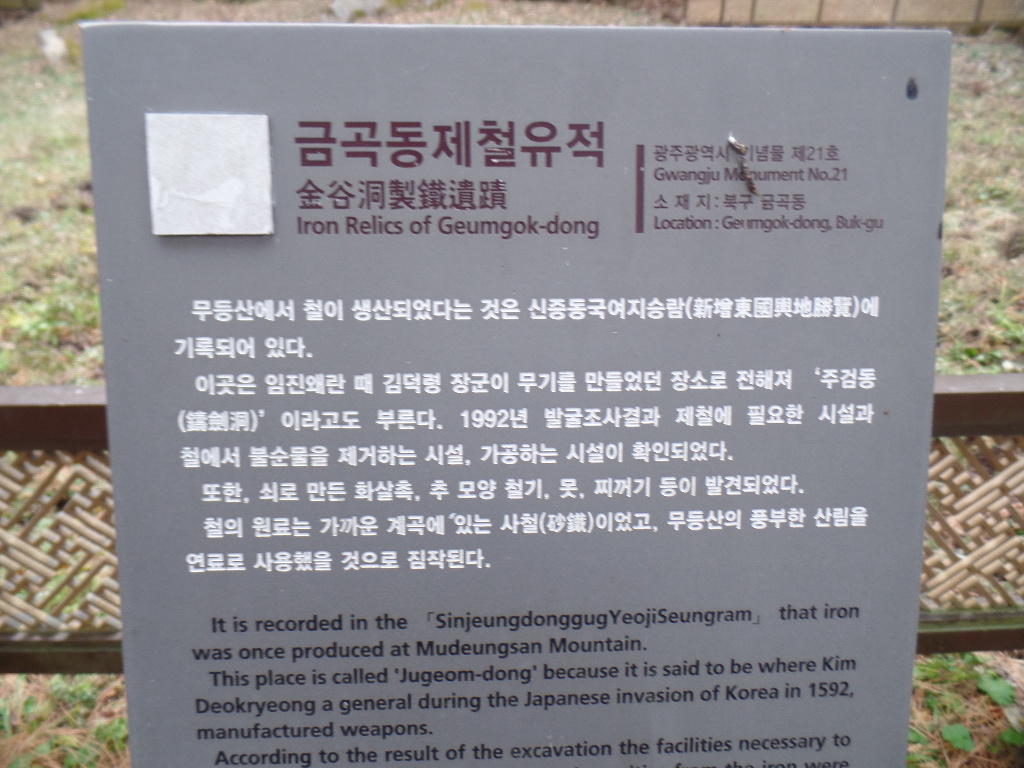 금곡동제철유적
金谷洞製鐵遺蹟
Iron Relics of Geumgok-dong
광주광역시 기념물 제21호
Gwangju Monument No.21
소 재 지 : 북구 금곡동
Location : Geumgok-dong, Buk-gu
무등산에서 철이 생산되었다는 것은 신증동국여지승람(新增東國輿地勝覽)에
기록되어 있다.
이곳은 임진왜란 때 김덕령 장군이 무기를 만들었던 장소로 전해져 ‘주검동
(鑄劍洞)’ 이라고도 부른다. 1992년 발굴조사결과 제철에 필요한 시설과
철에서 불순물을 제거하는 시설, 가공하는 시설이 확인되었다.
또한, 쇠로 만든 화살촉, 추 모양 철기, 못, 찌꺼기 등이 발견되었다.
철의 원료는 가까운 계곡에 있는 사철(砂鐵)이었고, 무등산의 풍부한 산림을
연료로 사용했을 것으로 짐작된다.
It is recorded in the 「SinjeungdonggugYeojiSeungram」 that iron
was once produced at Mudeungsan Mountain.
This place is called 'Jugeom-dong' because it is said to be where Kim
Deokryeong a general during the Japanese invasion of Korea in 1592,
manufactured weapons.
According to the result of the excavation the facilities necessary to
from the iron were